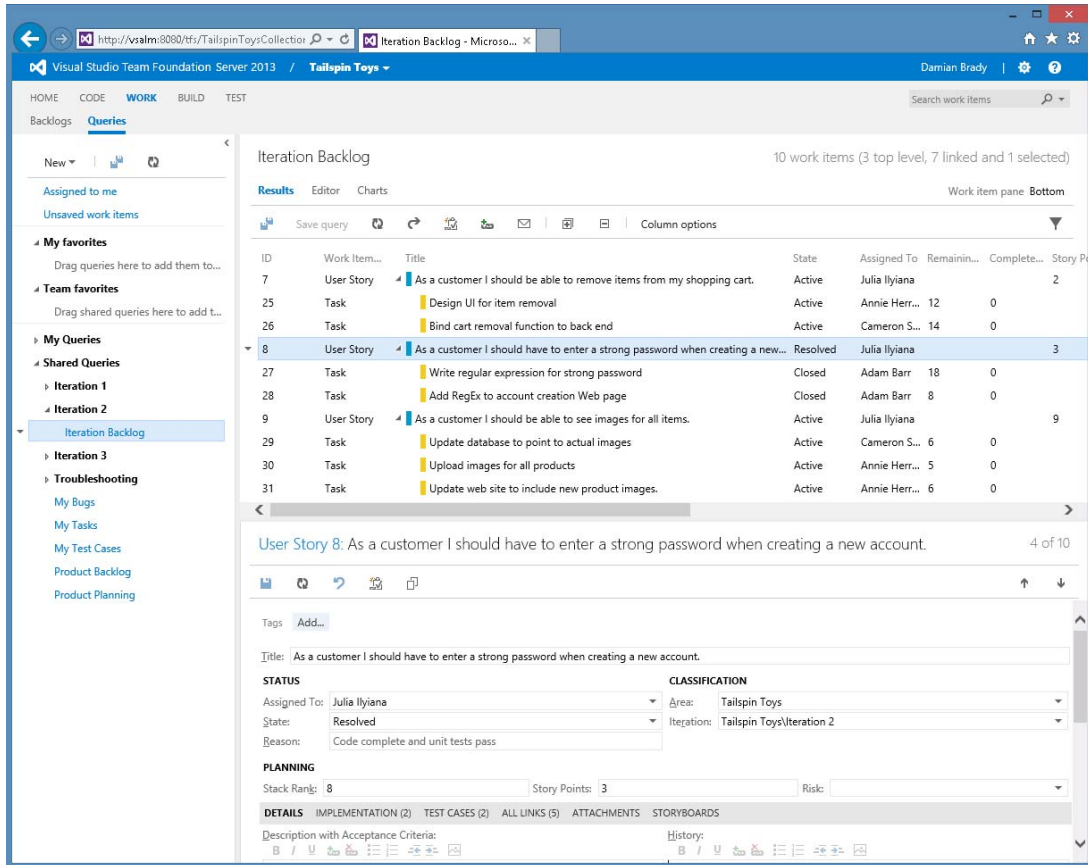 http://vsalm:8080/tfs/TailspinToysCollection
Iteration Backlog - Microso...
Visual Studio Team Foundation Server 2013 / Tailspin Toys
Damian Brady
HOME CODE WORK BUILD TEST
Search work items
Backlogs Queries
New
Assigned to me
Unsaved work items
My favorites
Drag queries here to add them to...
Team favorites
Drag shared queries here to add t...
My Queries
Shared Queries
Iteration 1
Iteration 2
Iteration Backlog
Iteration 3
Troubleshooting
My Bugs
My Tasks
My Test Cases
Product Backlog
Product Planning
Iteration Backlog
10 work items (3 top level, 7 linked and 1 selected)
Results Editor Charts
Work item pane Bottom
Save query Column options
ID Work Item... Title State Assigned To Remainin... Complete... Story Po
7 User Story As a customer I should be able to remove items from my shopping cart. Active Julia Ilyiana 2
25 Task Design UI for item removal Active Annie Herr... 12 0
26 Task Bind cart removal function to back end Active Cameron S... 14 0
8 User Story As a customer I should have to enter a strong password when creating a new... Resolved Julia Ilyiana 3
27 Task Write regular expression for strong password Closed Adam Barr 18 0
28 Task Add RegEx to account creation Web page Closed Adam Barr 8 0
9 User Story As a customer I should be able to see images for all items. Active Julia Ilyiana 9
29 Task Update database to point to actual images Active Cameron S... 6 0
30 Task Upload images for all products Active Annie Herr... 5 0
31 Task Update web site to include new product images. Active Annie Herr... 6 0
User Story 8: As a customer I should have to enter a strong password when creating a new account.
4 of 10
Tags Add...
Title: As a customer I should have to enter a strong password when creating a new account.
STATUS CLASSIFICATION
Assigned To: Julia Ilyiana Area: Tailspin Toys
State: Resolved Iteration: Tailspin Toys\Iteration 2
Reason: Code complete and unit tests pass
PLANNING
Stack Rank: 8 Story Points: 3 Risk:
DETAILS IMPLEMENTATION (2) TEST CASES (2) ALL LINKS (5) ATTACHMENTS STORYBOARDS
Description with Acceptance Criteria: History:
B I U B I U